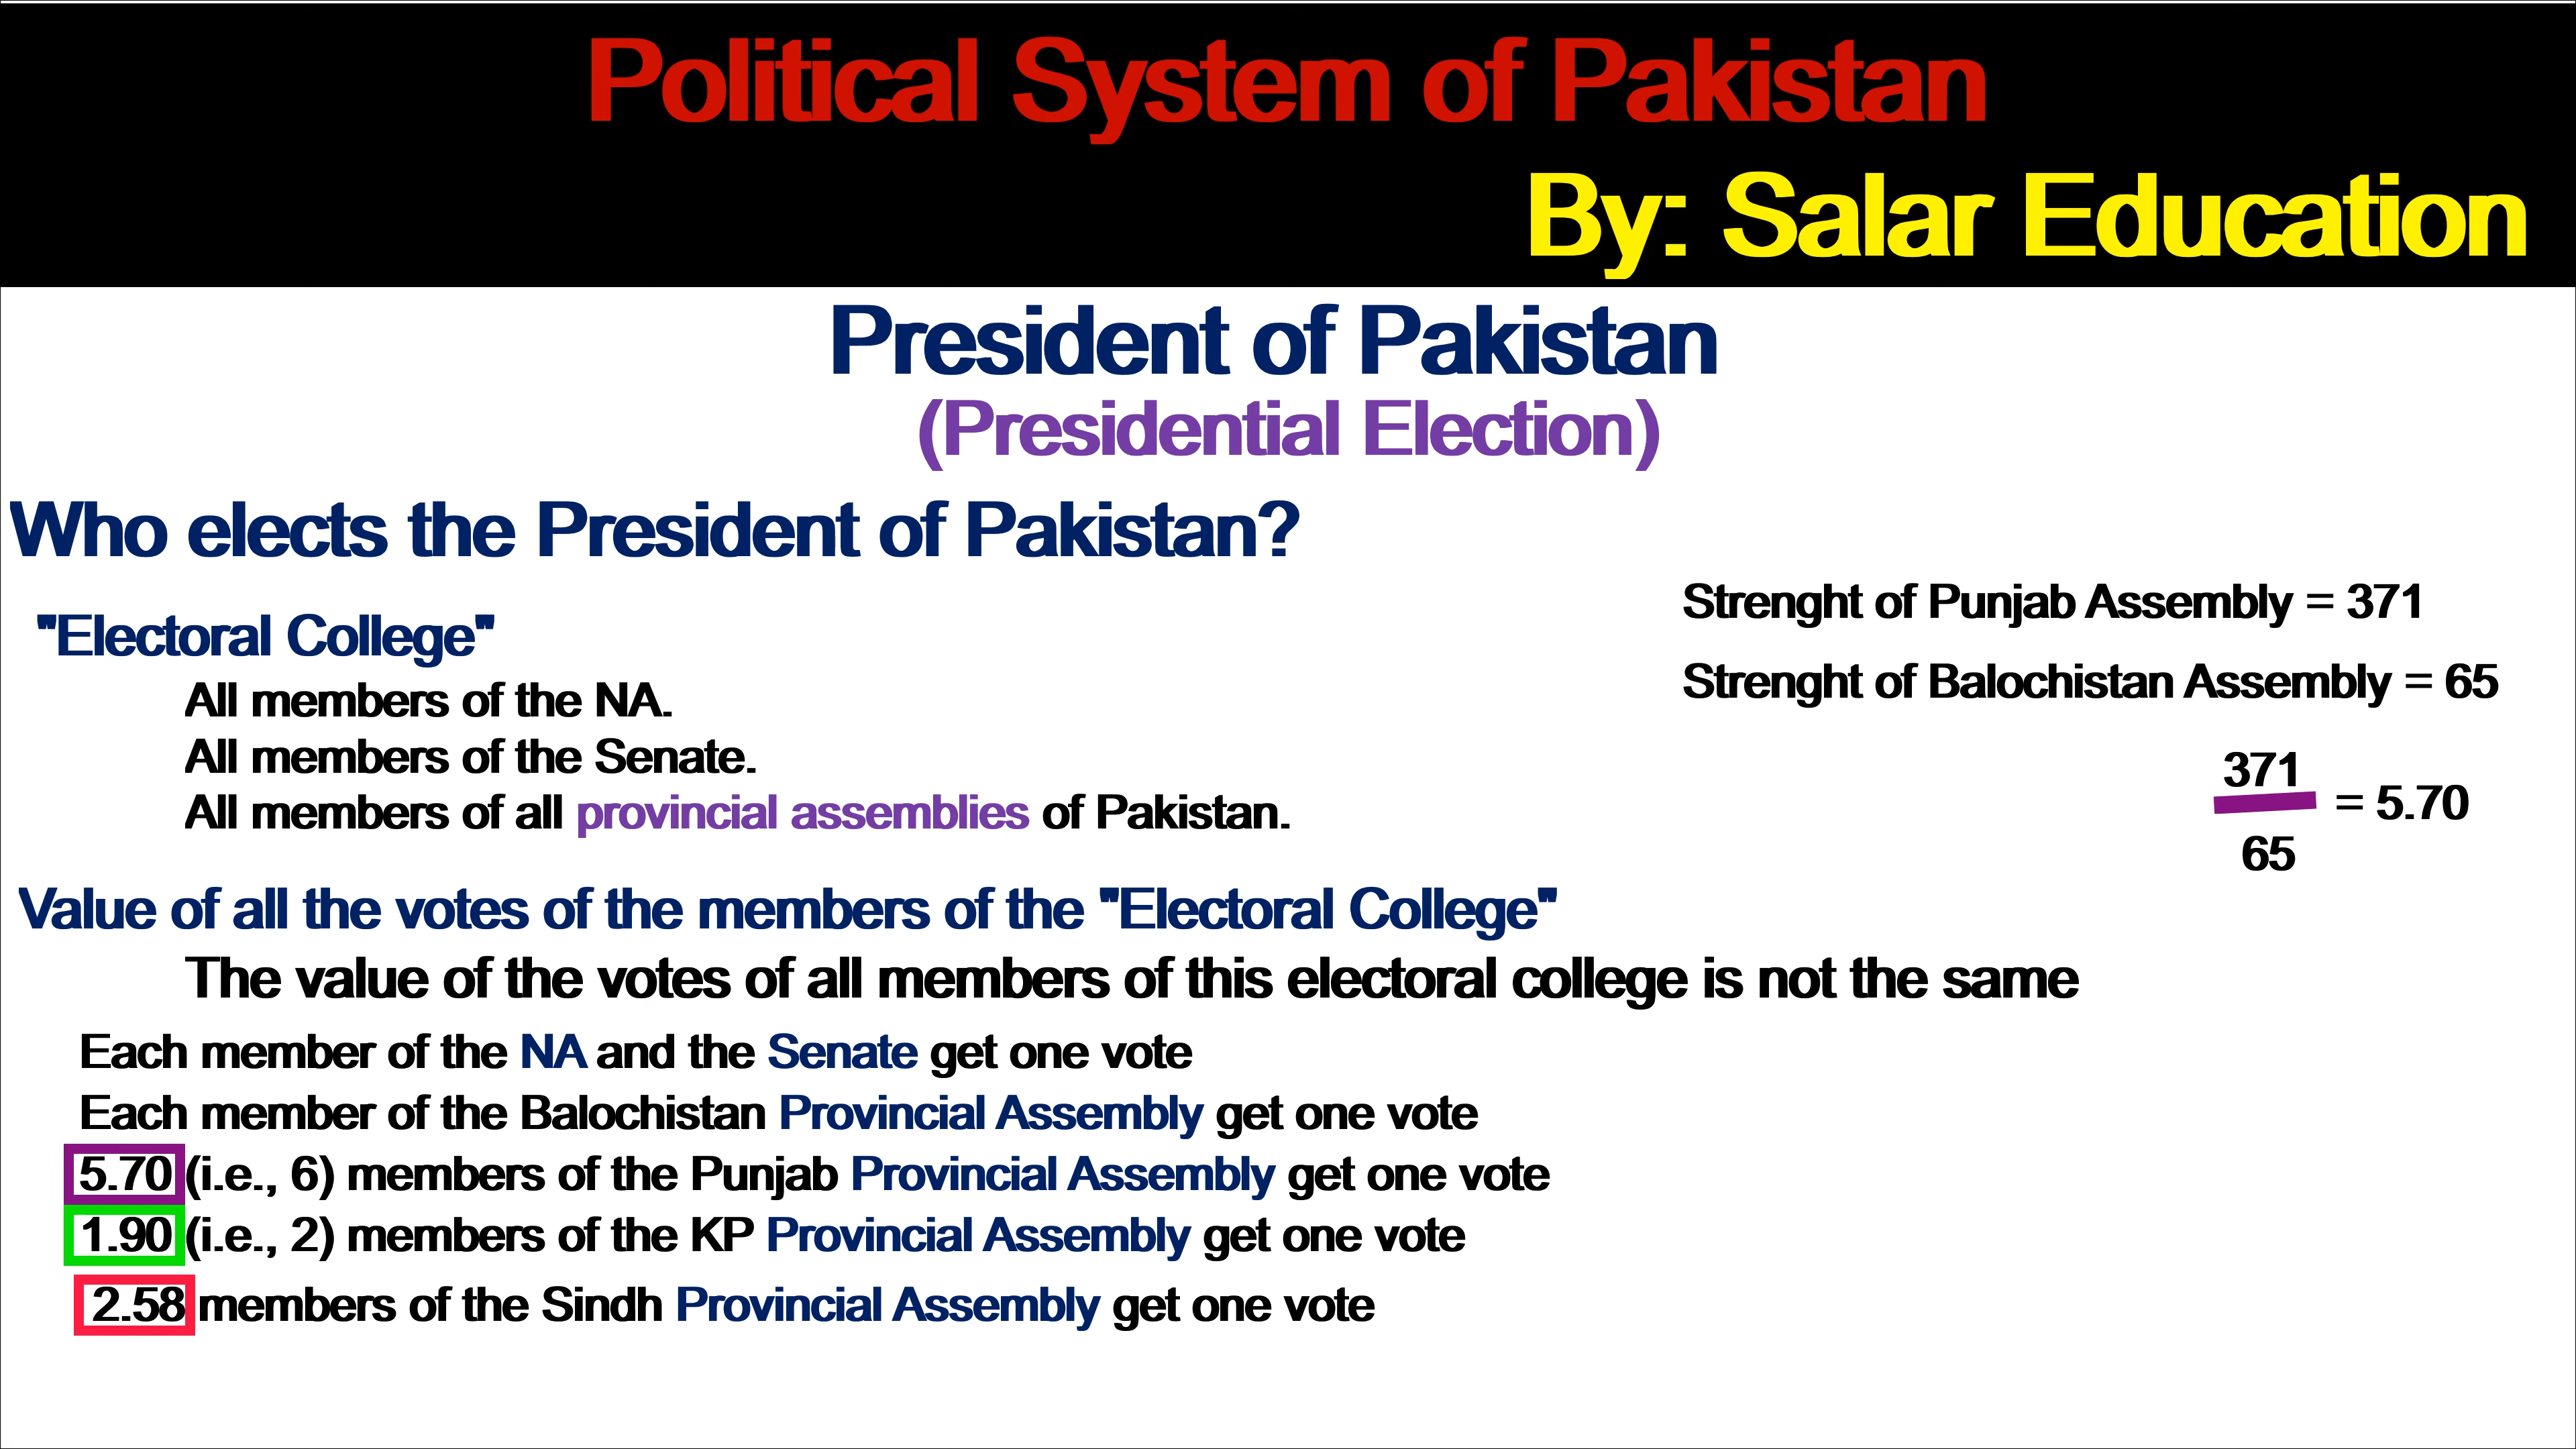 Political System of Pakistan
By: Salar Education
President of Pakistan
(Presidential Election)
Who elects the President of Pakistan?
"Electoral College"
All members of the NA.
All members of the Senate.
All members of all provincial assemblies of Pakistan.
Strenght of Punjab Assembly = 371
Strenght of Balochistan Assembly = 65
371
= 5.70
65
Value of all the votes of the members of the "Electoral College"
The value of the votes of all members of this electoral college is not the same
Each member of the NA and the Senate get one vote
Each member of the Balochistan Provincial Assembly get one vote
5.70 (i.e., 6) members of the Punjab Provincial Assembly get one vote
1.90 (i.e., 2) members of the KP Provincial Assembly get one vote
2.58 members of the Sindh Provincial Assembly get one vote